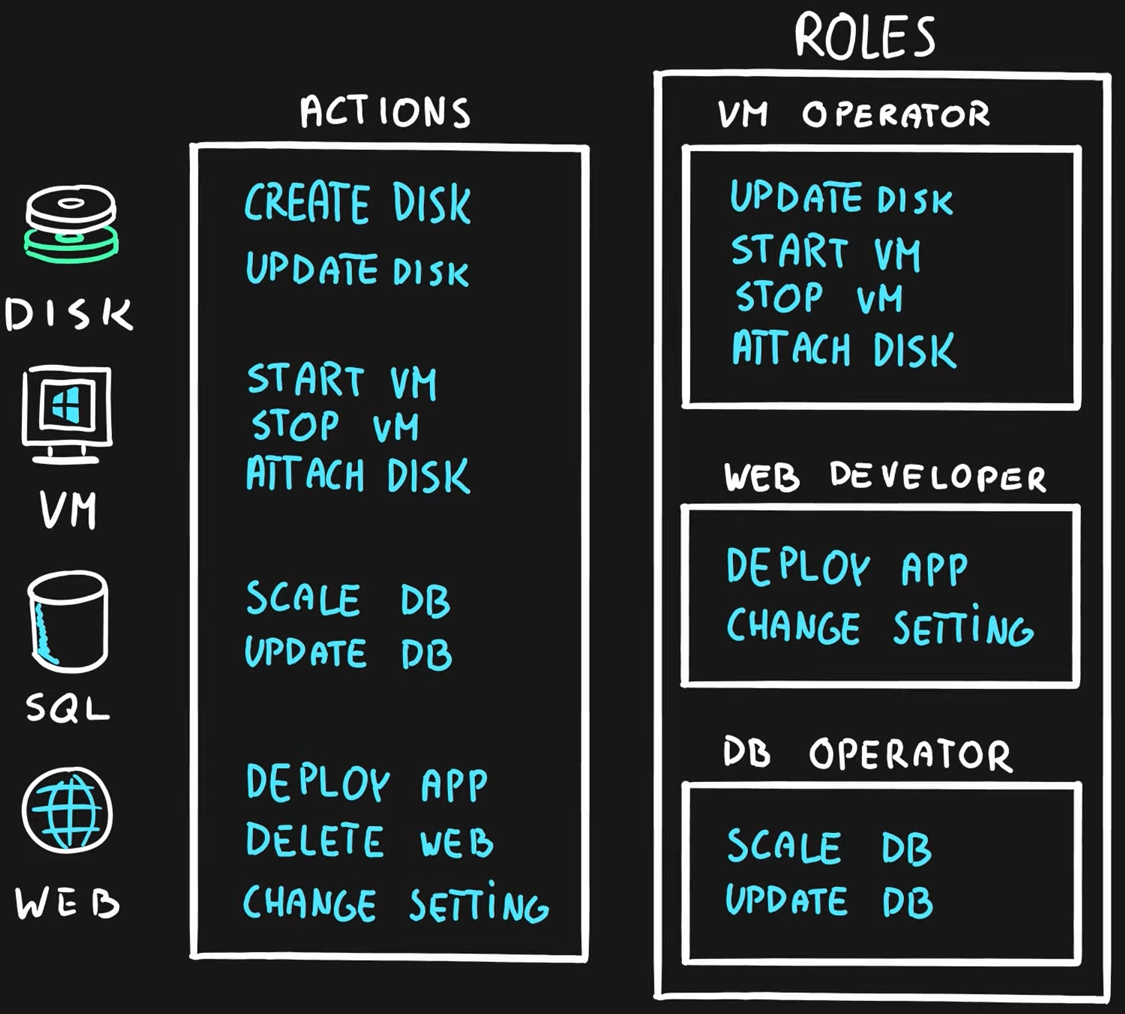 ROLES
ACTIONS
VM OPERATOR
CREATE DISK
UPDATE DISK
DISK
START VM
STOP VM
ATTACH DISK
VM
SCALE DB
UPDATE DB
SQL
DEPLOY APP
DELETE WEB
CHANGE SETTING
WEB
UPDATE DISK
START VM
STOP VM
ATTACH DISK
WEB DEVELOPER
DEPLOY APP
CHANGE SETTING
DB OPERATOR
SCALE DB
UPDATE DB